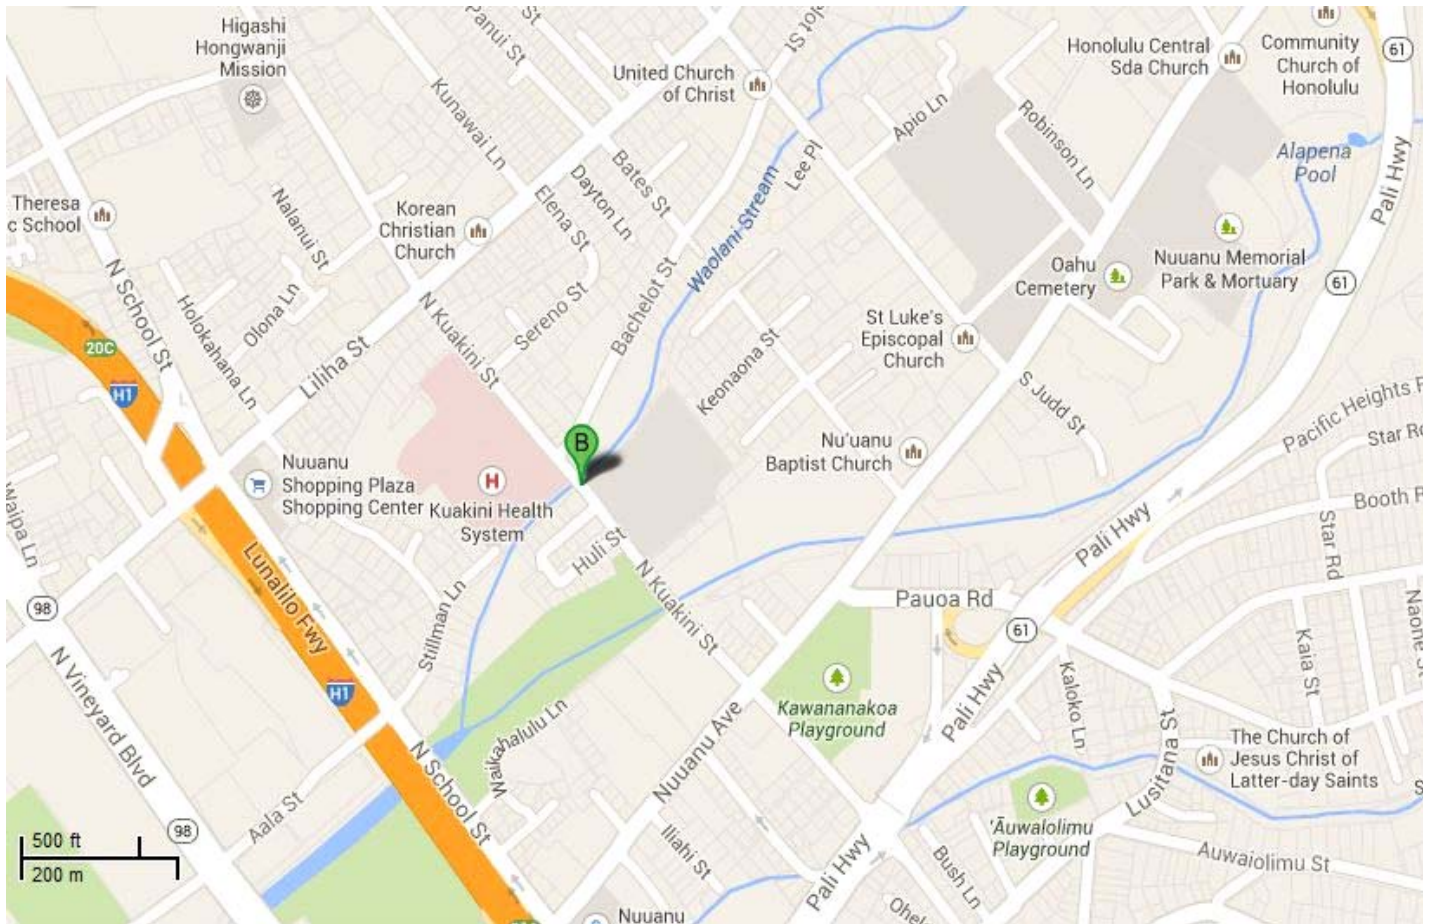 Higashi
Hongwanji
Mission
Panui St
St
United Church
of Christ
elot St
Honolulu Central
Sda Church
Community
Church of
Honolulu
61
Kunawai Ln
Apio Ln
Robinson Ln
Alapena
Pool
Pali Hwy
Bates St
Dayton Ln
Lee Pl
Theresa
c School
Nalanui St
Korean
Christian
Church
Elena St
Waolani Stream
Nuuanu Memorial
Park & Mortuary
Oahu
Cemetery
61
N School St
Holokahana Ln
Olona Ln
N Kuakini St
Sereno St
Bachelot St
St Luke's
Episcopal
Church
20C
H1
Liliha St
Keonaona St
S Judd St
Pacific Heights R
Star Rd
B
Nu'uanu
Baptist Church
Nuuanu
Shopping Plaza
Shopping Center
H
Kuakini Health
System
Waipa Ln
Booth R
Star Rd
Pali Hwy
Huli St
Lunalilo Fwy
N Kuakini St
Stillman Ln
Pauoa Rd
98
61
Naone St
Kaia St
Kaloko Ln
N Vineyard Blvd
H1
Kawananakoa
Playground
Pali Hwy
Waikahalulu Ln
Nuuanu Ave
Lusitana St
The Church of
Jesus Christ of
Latter-day Saints
S
N School St
Aala St
98
'Āuwaiolimu
Playground
Auwaiolimu St
500 ft
200 m
Iliahi St
Pali Hwy
Bush Ln
Ohel
Nuuanu